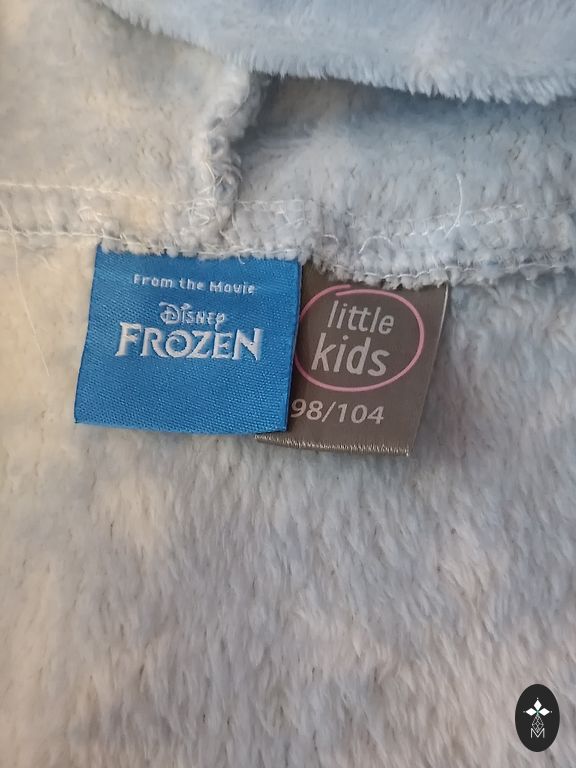 From the Movie
Disney
FROZEN
little
kids
98/104
M